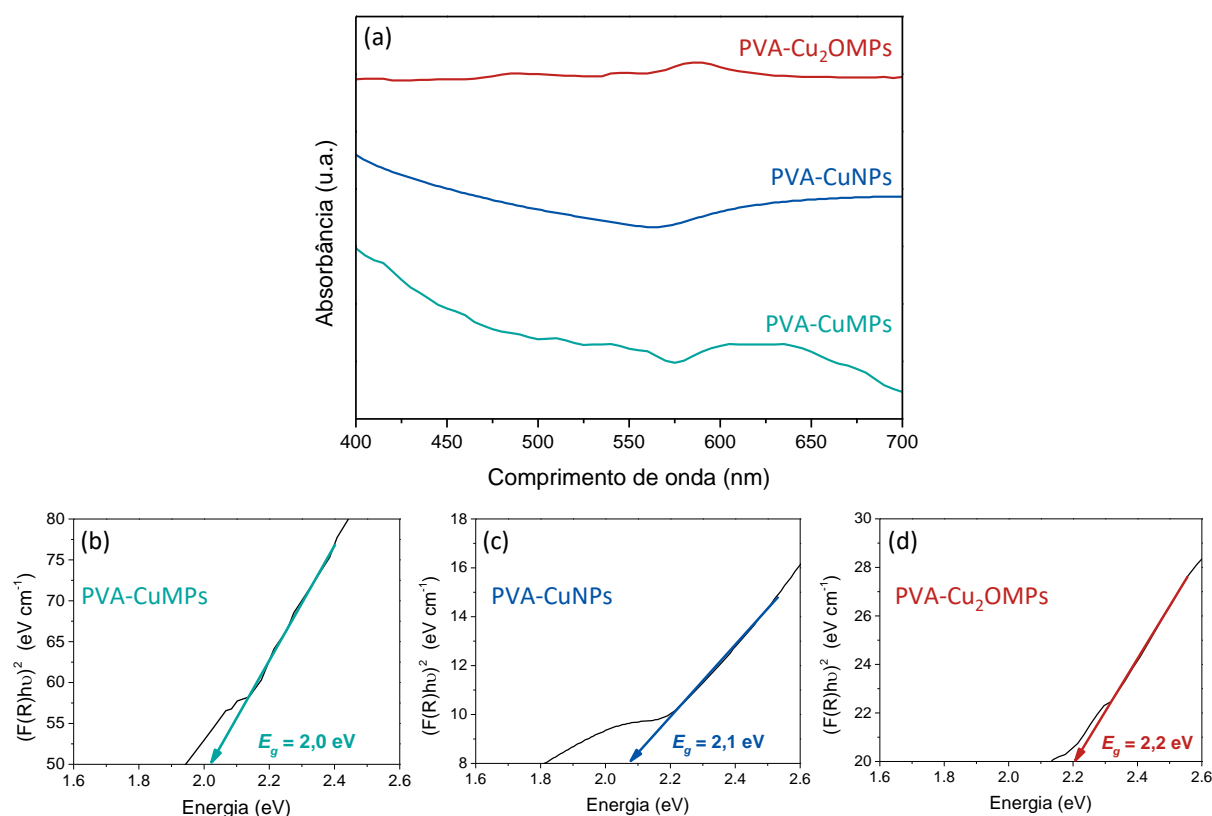 (a)
PVA-Cu₂OMPs
PVA-CuNPs
PVA-CuMPs
Absorbância (u.a.)
400 450 500 550 600 650 700
Comprimento de onda (nm)
(b)
PVA-CuMPs
(F(R)hυ)² (eV cm⁻¹)
80
75
70
65
60
55
50
E_g = 2,0 eV
1.6 1.8 2.0 2.2 2.4 2.6
Energia (eV)
(c)
PVA-CuNPs
(F(R)hυ)² (eV cm⁻¹)
18
16
14
12
10
8
E_g = 2,1 eV
1.6 1.8 2.0 2.2 2.4 2.6
Energia (eV)
(d)
PVA-Cu₂OMPs
(F(R)hυ)² (eV cm⁻¹)
30
28
26
24
22
20
E_g = 2,2 eV
1.6 1.8 2.0 2.2 2.4 2.6
Energia (eV)